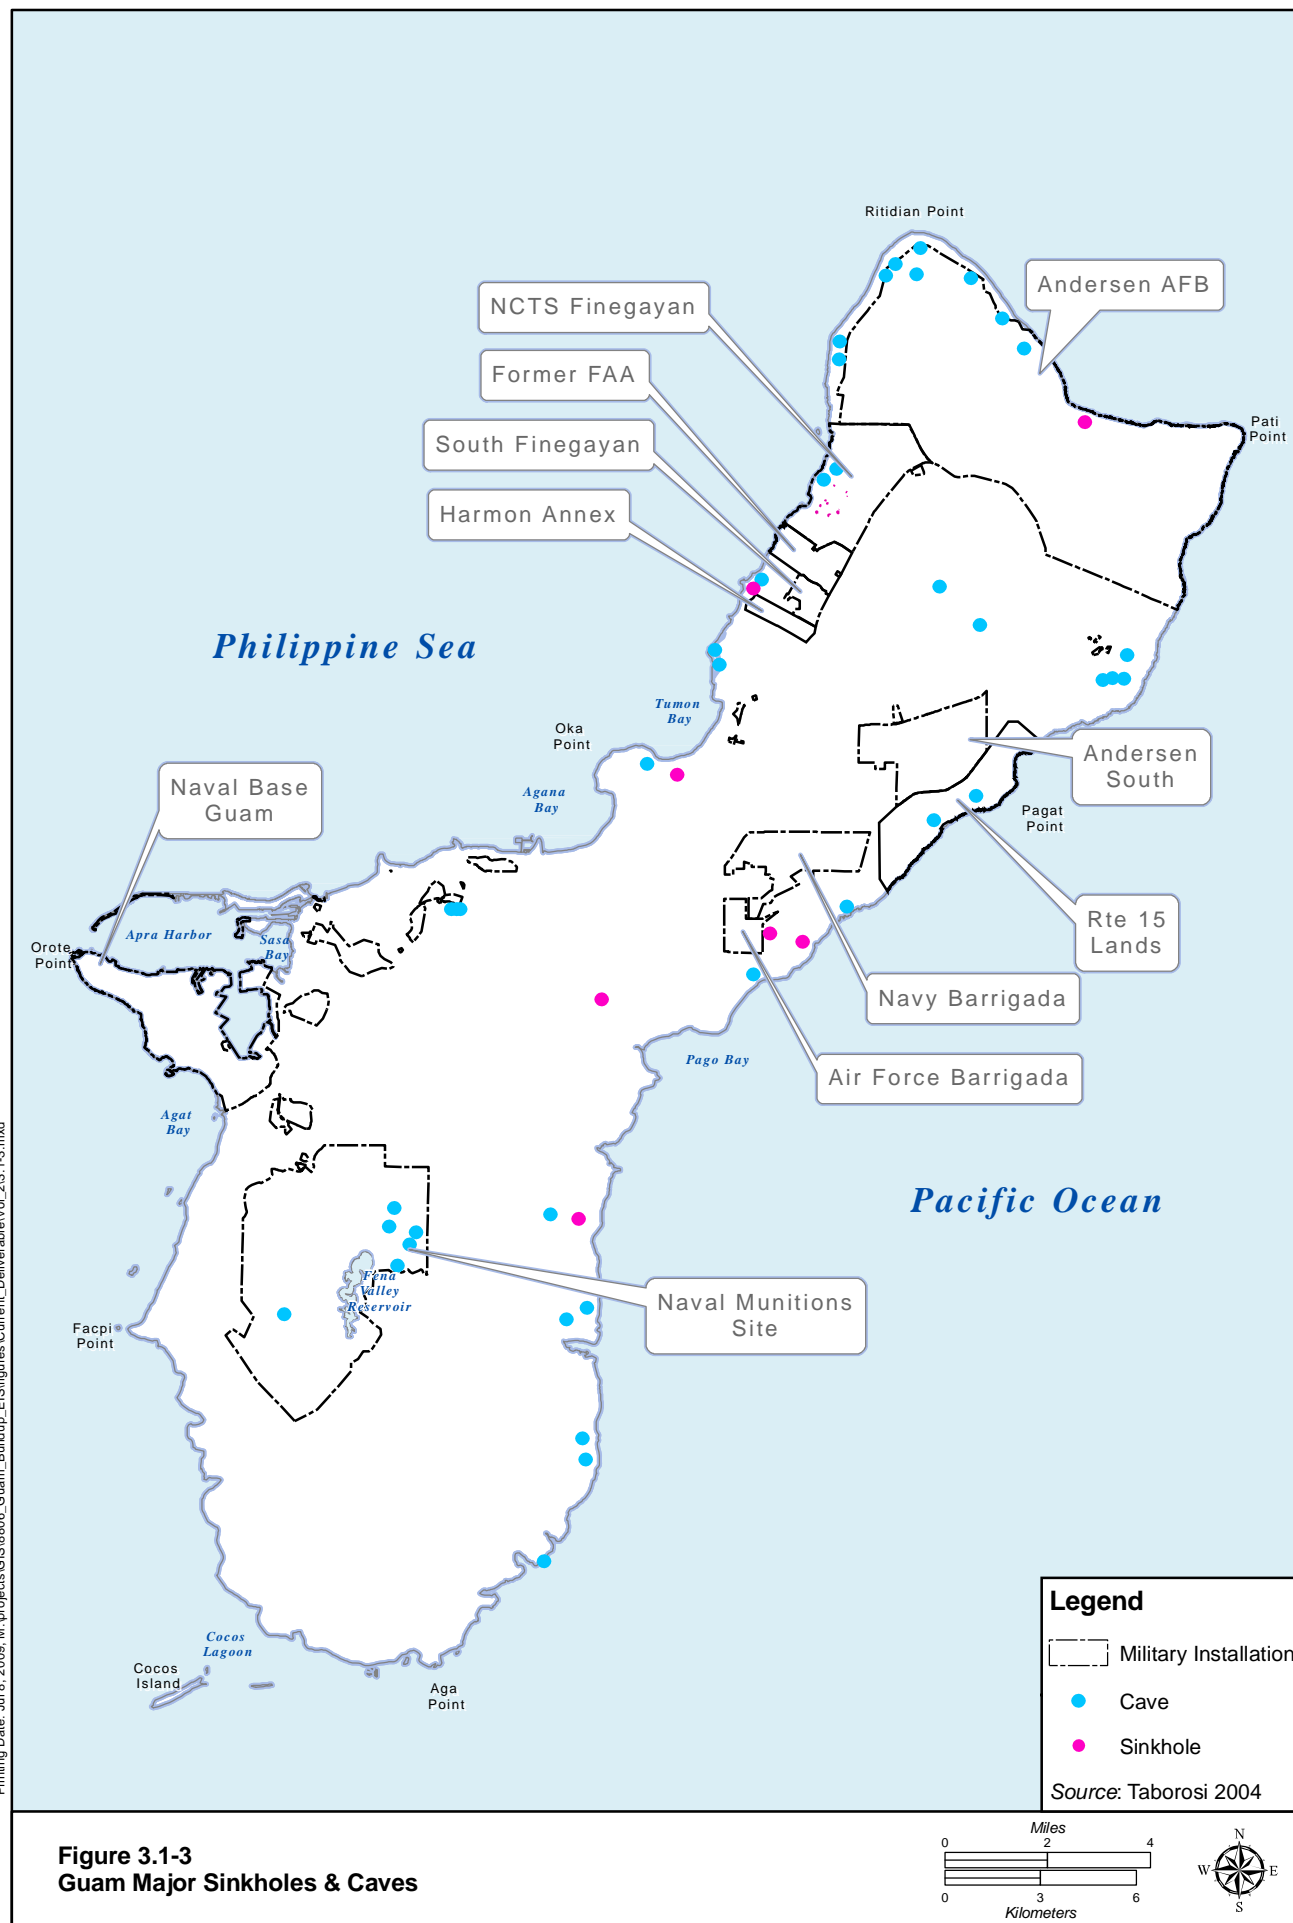 Ritidian Point
Andersen AFB
NCTS Finegayan
Former FAA
Pati
Point
South Finegayan
Harmon Annex
Philippine Sea
Tumon
Bay
Oka
Point
Andersen
South
Naval Base
Guam
Agana
Bay
Pagat
Point
Rte 15
Lands
Apra Harbor
Sasa
Bay
Orote
Point
Navy Barrigada
Pago Bay
Air Force Barrigada
Agat
Bay
Pacific Ocean
Fena
Valley
Reservoir
Naval Munitions
Site
Facpi
Point
Cocos
Lagoon
Cocos
Island
Aga
Point
Legend
Military Installation
Cave
Sinkhole
Source: Taborosi 2004
Figure 3.1-3
Guam Major Sinkholes & Caves
Miles
0 2 4
0 3 6
Kilometers
N
W E
S